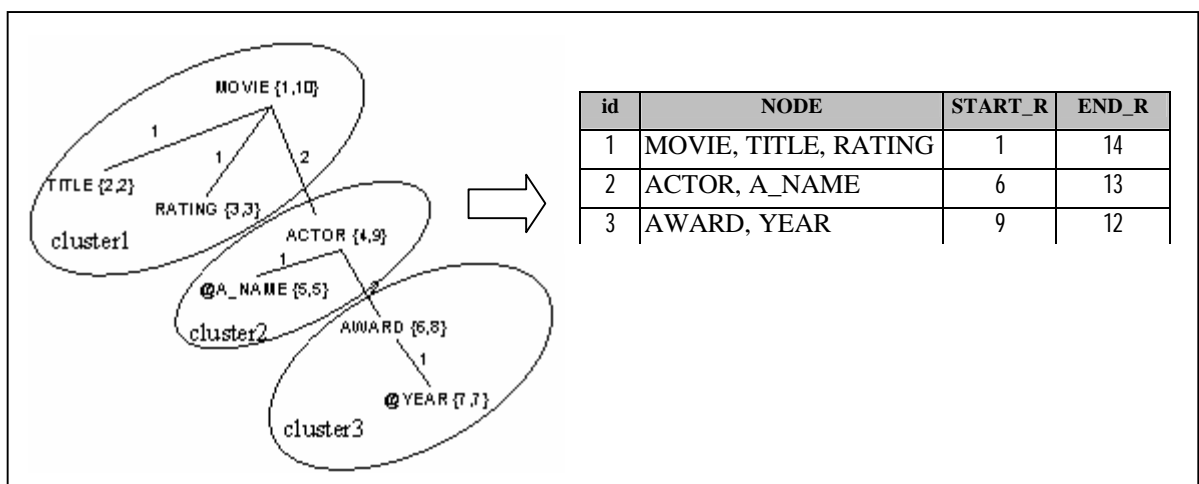 MOVIE {1,10}
1
1
2
TITLE {2,2}
RATING {3,3}
cluster1
ACTOR {4,9}
1
@A_NAME {5,5}
2
cluster2
AWARD {6,8}
1
@YEAR {7,7}
cluster3
id NODE START_R END_R
1 MOVIE, TITLE, RATING 1 14
2 ACTOR, A_NAME 6 13
3 AWARD, YEAR 9 12